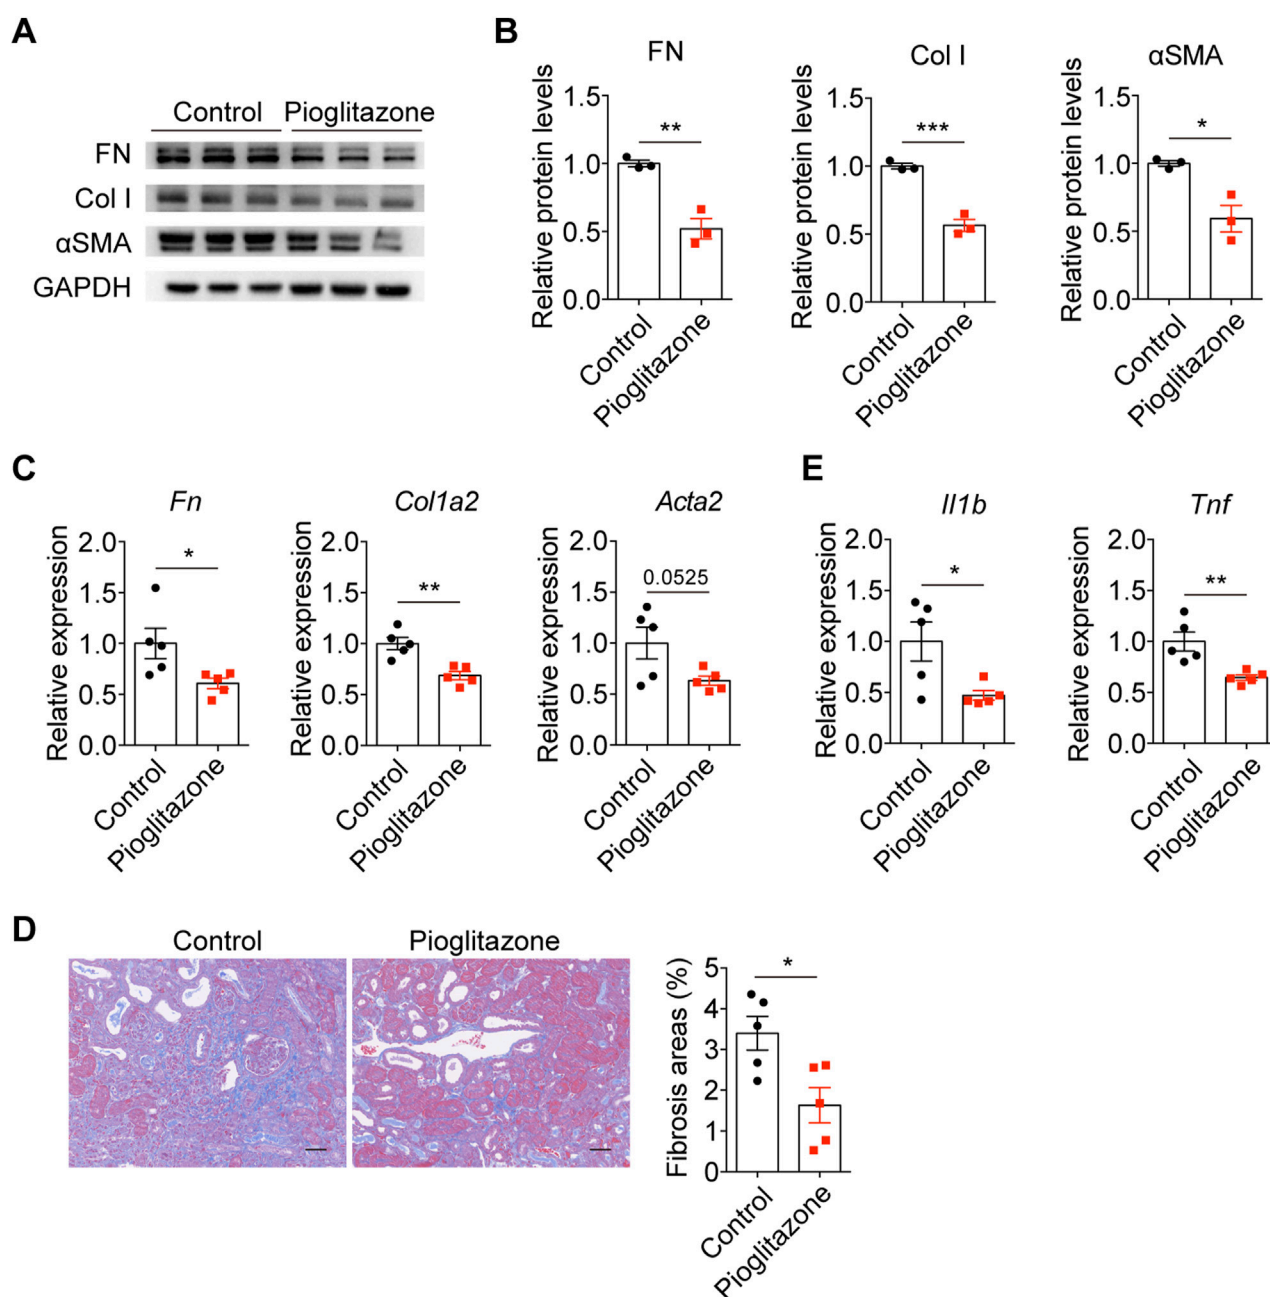 A
Control Pioglitazone
FN
Col I
αSMA
GAPDH
B
FN
Relative protein levels
1.5
1.0
0.5
0.0
**
Control
Pioglitazone
Col I
Relative protein levels
1.5
1.0
0.5
0.0
***
Control
Pioglitazone
αSMA
Relative protein levels
1.5
1.0
0.5
0.0
*
Control
Pioglitazone
C
Fn
Relative expression
2.0
1.5
1.0
0.5
0.0
*
Control
Pioglitazone
Col1a2
Relative expression
2.0
1.5
1.0
0.5
0.0
**
Control
Pioglitazone
Acta2
Relative expression
2.0
1.5
1.0
0.5
0.0
0.0525
Control
Pioglitazone
E
Il1b
Relative expression
2.0
1.5
1.0
0.5
0.0
*
Control
Pioglitazone
Tnf
Relative expression
2.0
1.5
1.0
0.5
0.0
**
Control
Pioglitazone
D
Control
Pioglitazone
Fibrosis areas (%)
5
4
3
2
1
0
*
Control
Pioglitazone